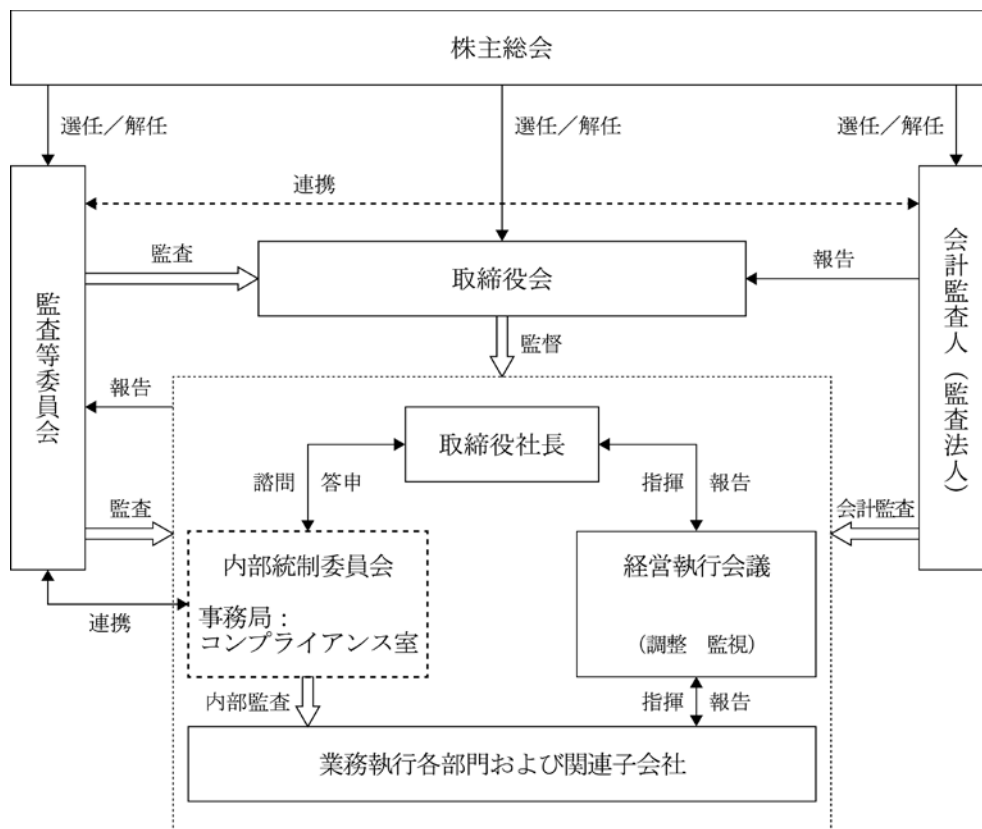 株主総会
選任／解任
選任／解任
選任／解任
連携
監査
取締役会
報告
監査等委員会
会計監査人（監査法人）
監督
報告
取締役社長
諮問　答申
指揮　報告
監査
会計監査
内部統制委員会
事務局：
コンプライアンス室
経営執行会議
（調整　監視）
連携
内部監査
指揮　報告
業務執行各部門および関連子会社